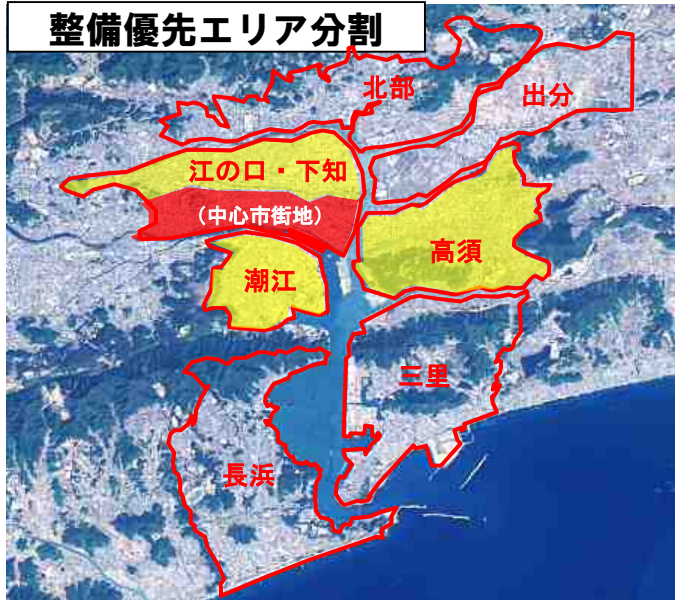 整備優先エリア分割
北部
出分
江の口・下知
（中心市街地）
高須
潮江
三里
長浜